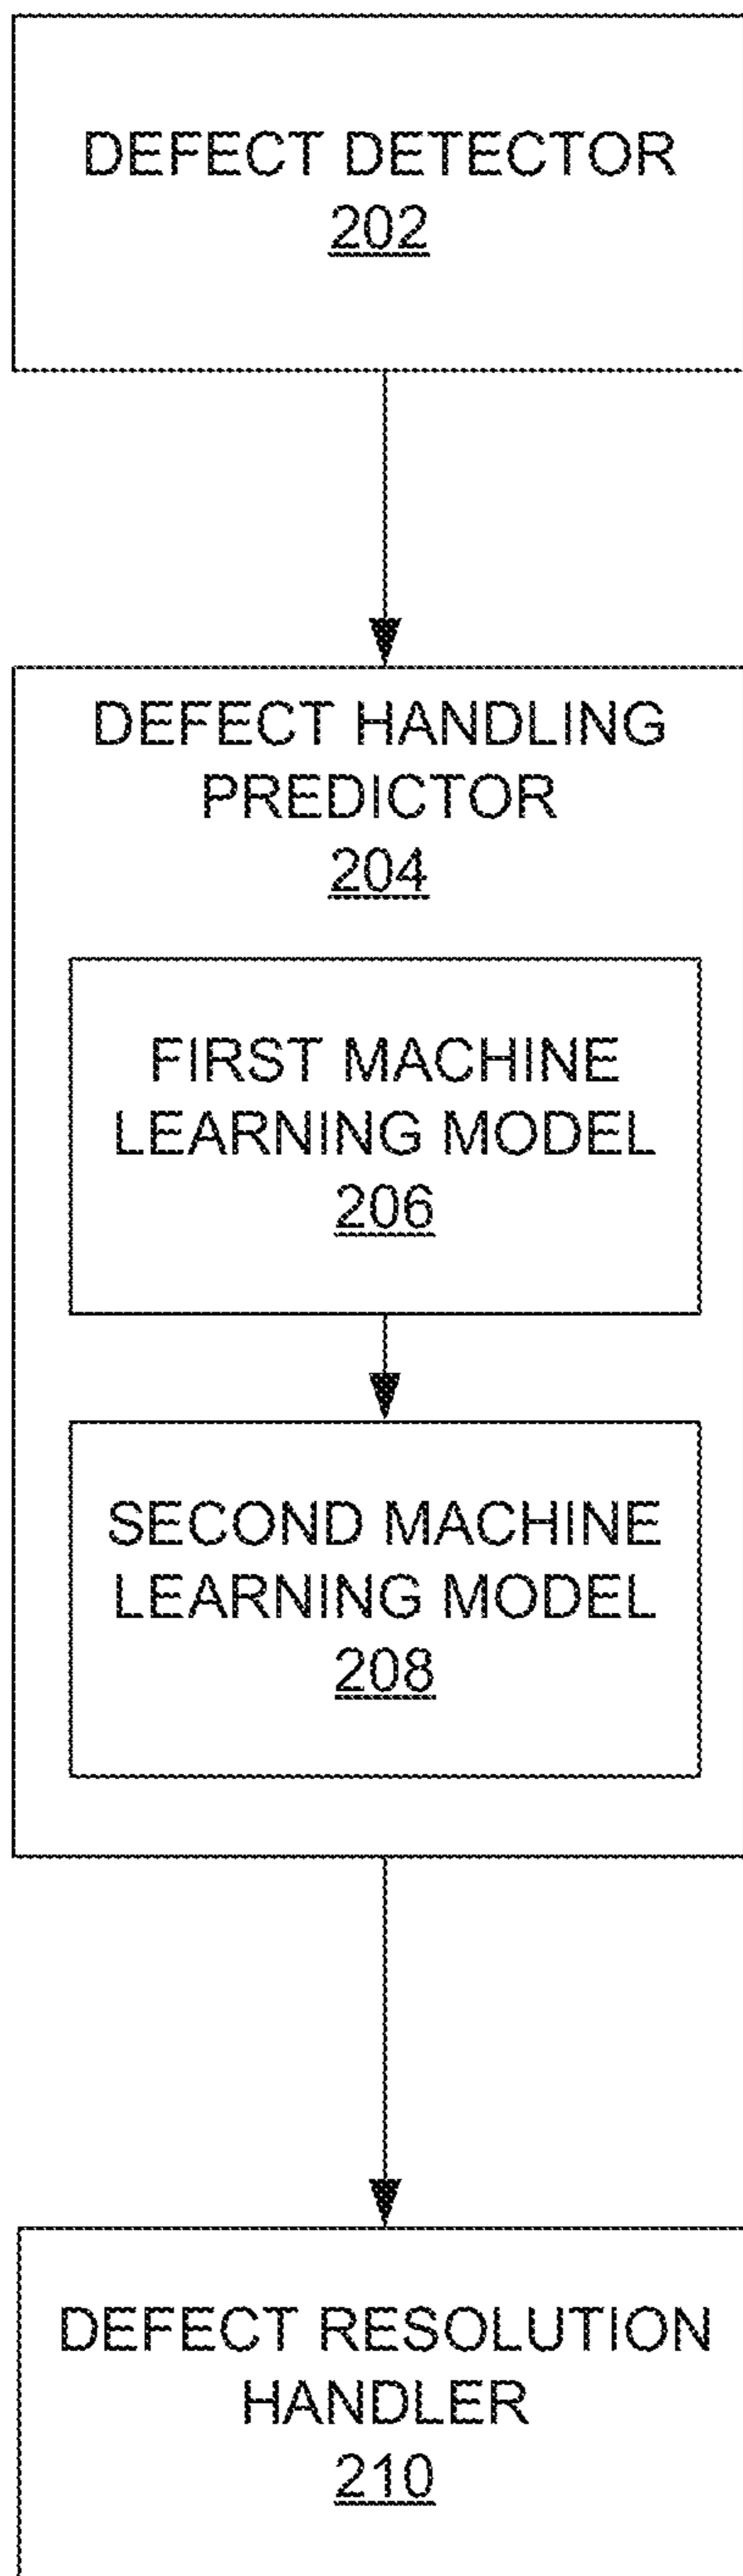 DEFECT DETECTOR
202
DEFECT HANDLING
PREDICTOR
204
FIRST MACHINE
LEARNING MODEL
206
SECOND MACHINE
LEARNING MODEL
208
DEFECT RESOLUTION
HANDLER
210